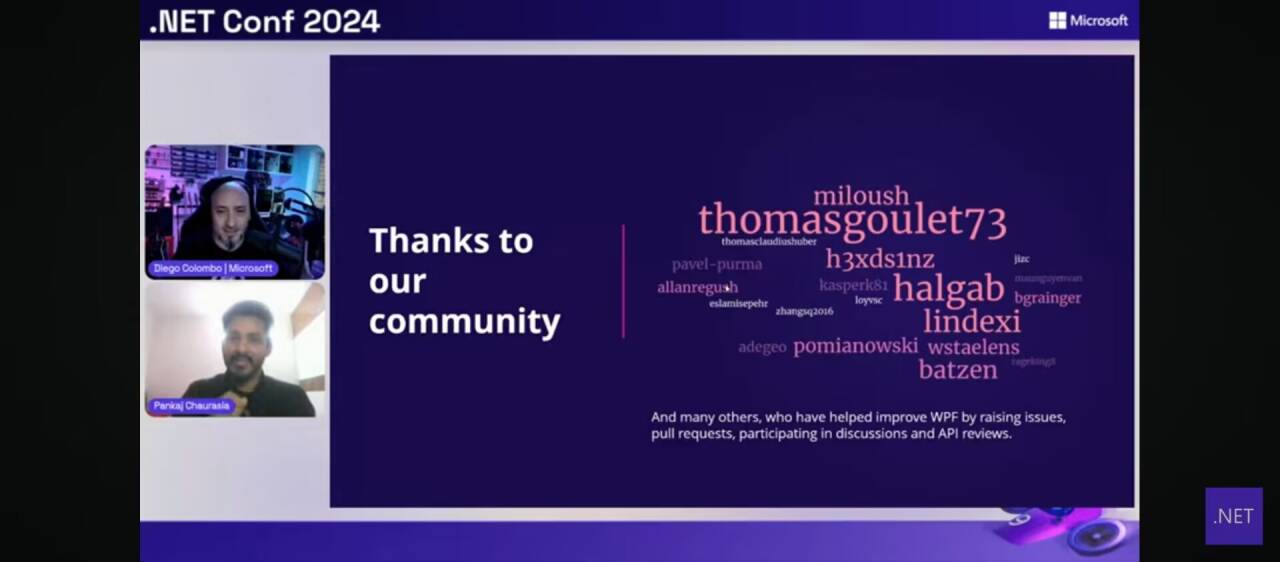 .NET Conf 2024
Microsoft
Diego Colombo | Microsoft
Pankaj Chaurasia
Thanks to
our
community
miloush
thomasgoulet73
thomasclaudiushuber
pavel-purma
h3xds1nz
jizc
allanregush
kasperk81
halgab
eslamisepehr
loyvsc
bgrainger
zhangsq2016
lindexi
adegeo
pomianowski
wstaelens
batzen
And many others, who have helped improve WPF by raising issues,
pull requests, participating in discussions and API reviews.
.NET